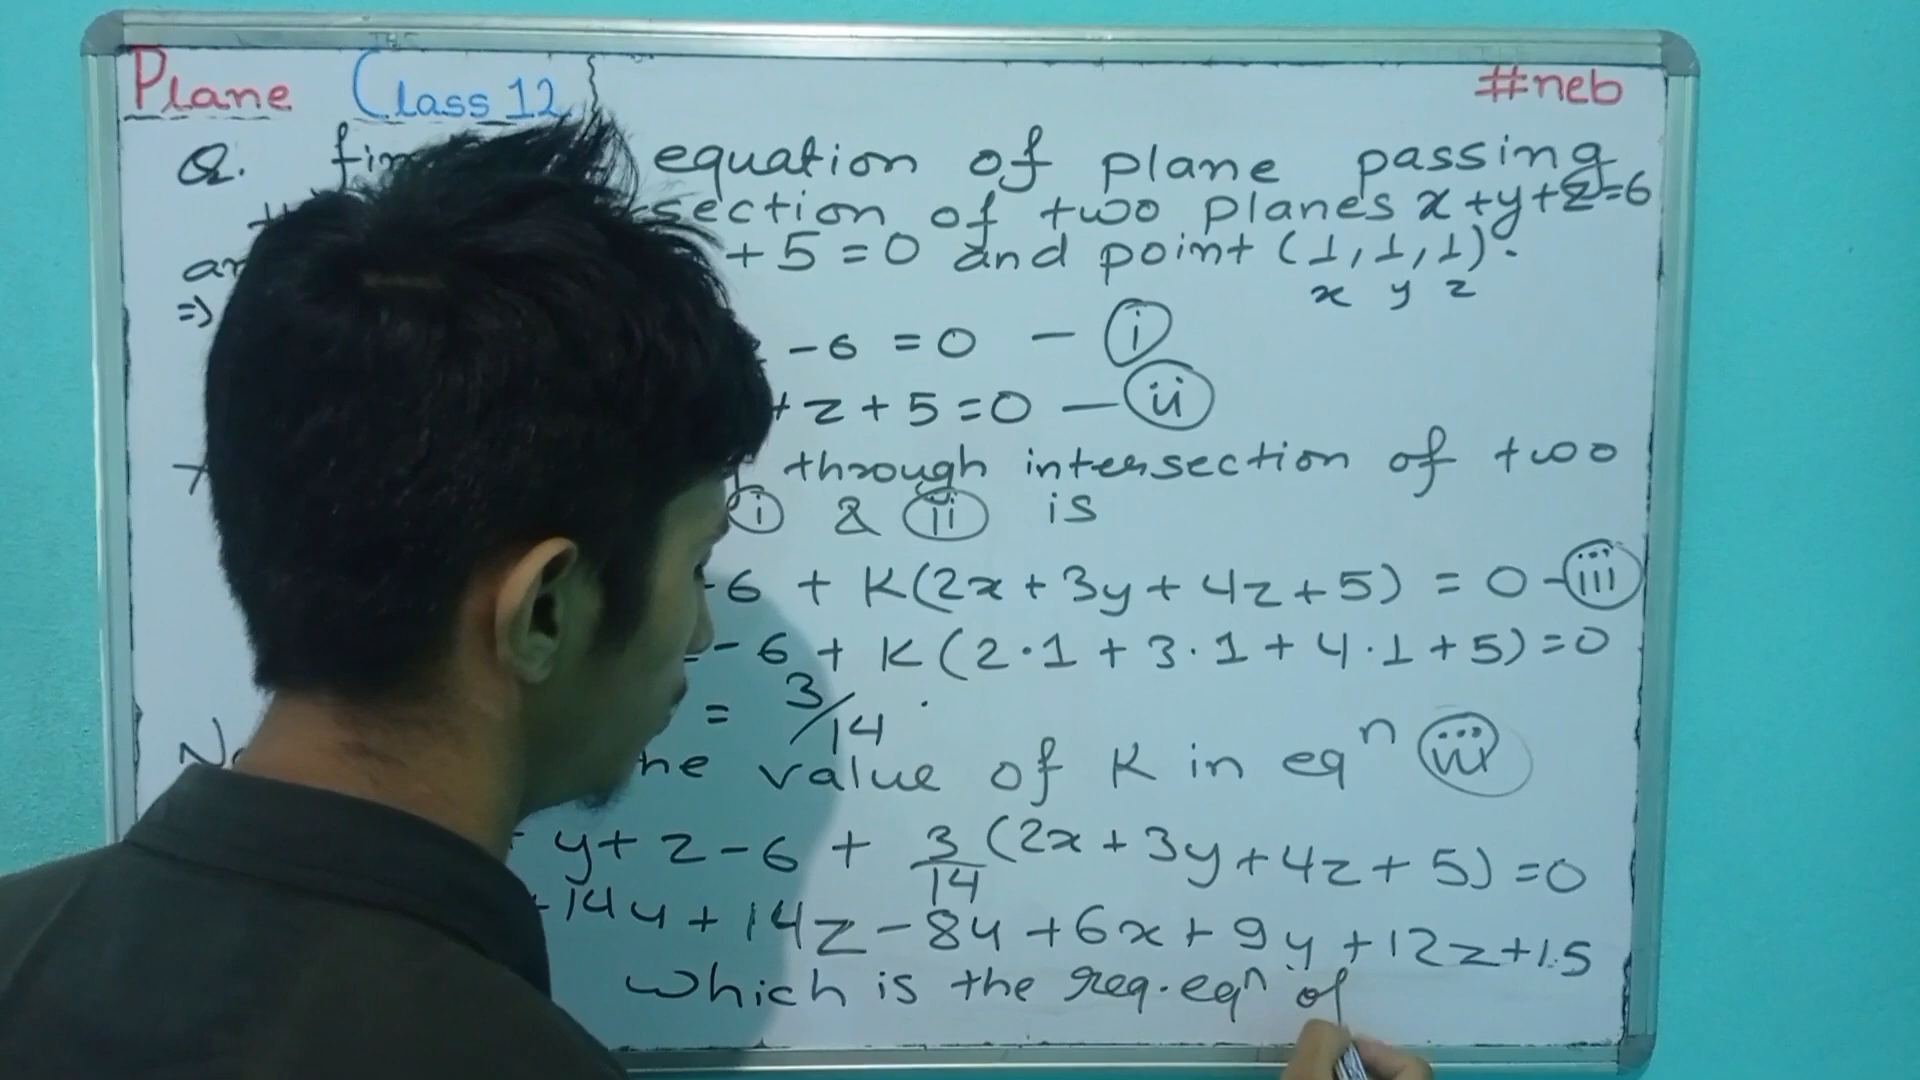 Plane Class 12 #neb
Q. fin equation of plane passing
section of two planes x+y+z=6
+ 5 = 0 and point (1,1,1).
=> x y z
-6 = 0 - (i)
+ z + 5 = 0 - (ii)
through intersection of two
(i) & (ii) is
-6 + K(2x + 3y + 4z + 5) = 0 - (iii)
- 6 + K(2·1 + 3·1 + 4·1 + 5) = 0
= 3/14
he value of K in eqⁿ (iii)
y + z - 6 + 3/14 (2x + 3y + 4z + 5) = 0
+14y + 14z - 84 + 6x + 9y + 12z + 15
which is the req. eqⁿ of